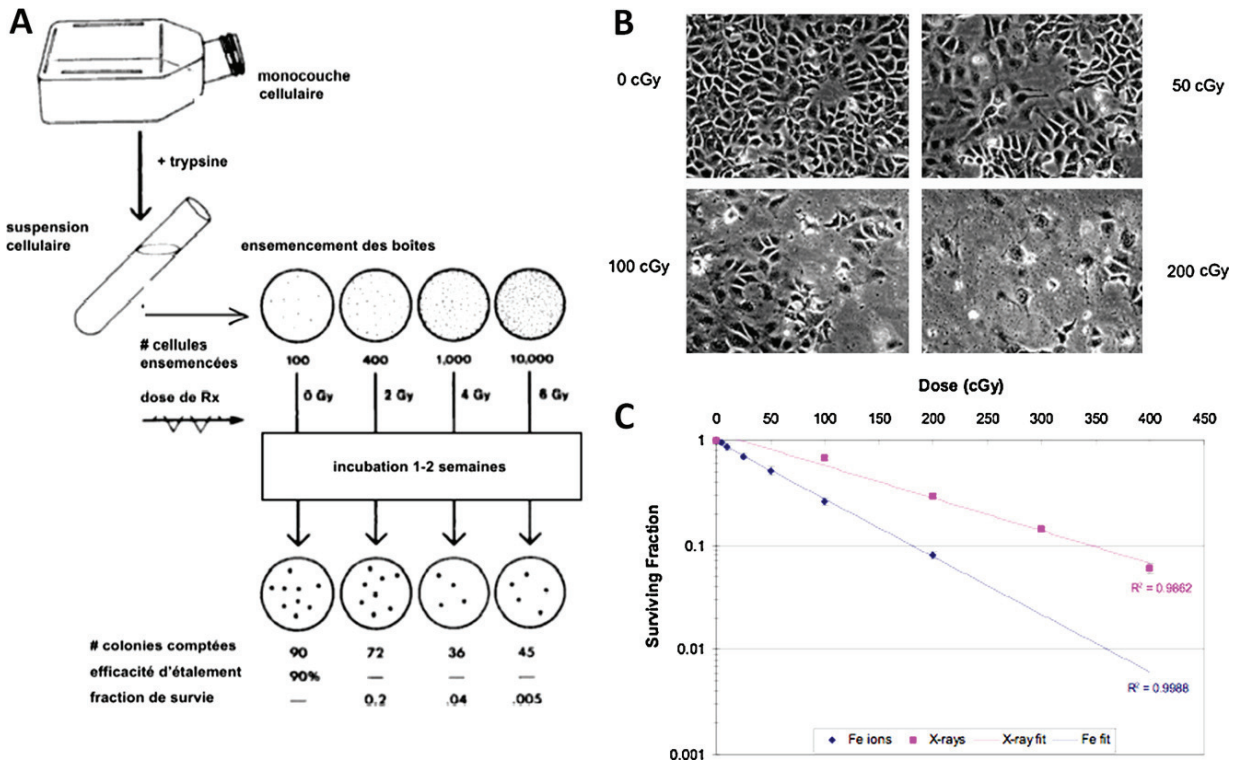 A
monocouche
cellulaire
+ trypsine
suspension
cellulaire
ensemencement des boîtes
# cellules
ensemencées
100 400 1,000 10,000
dose de Rx
0 Gy 2 Gy 4 Gy 6 Gy
incubation 1-2 semaines
# colonies comptées 90 72 36 45
efficacité d'étalement 90% — — —
fraction de survie — 0.2 .04 .005
B
0 cGy
50 cGy
100 cGy
200 cGy
C
Dose (cGy)
0 50 100 150 200 250 300 350 400 450
Surviving Fraction
1
0.1
0.01
0.001
R² = 0.9862
R² = 0.9988
Fe ions X-rays X-ray fit Fe fit